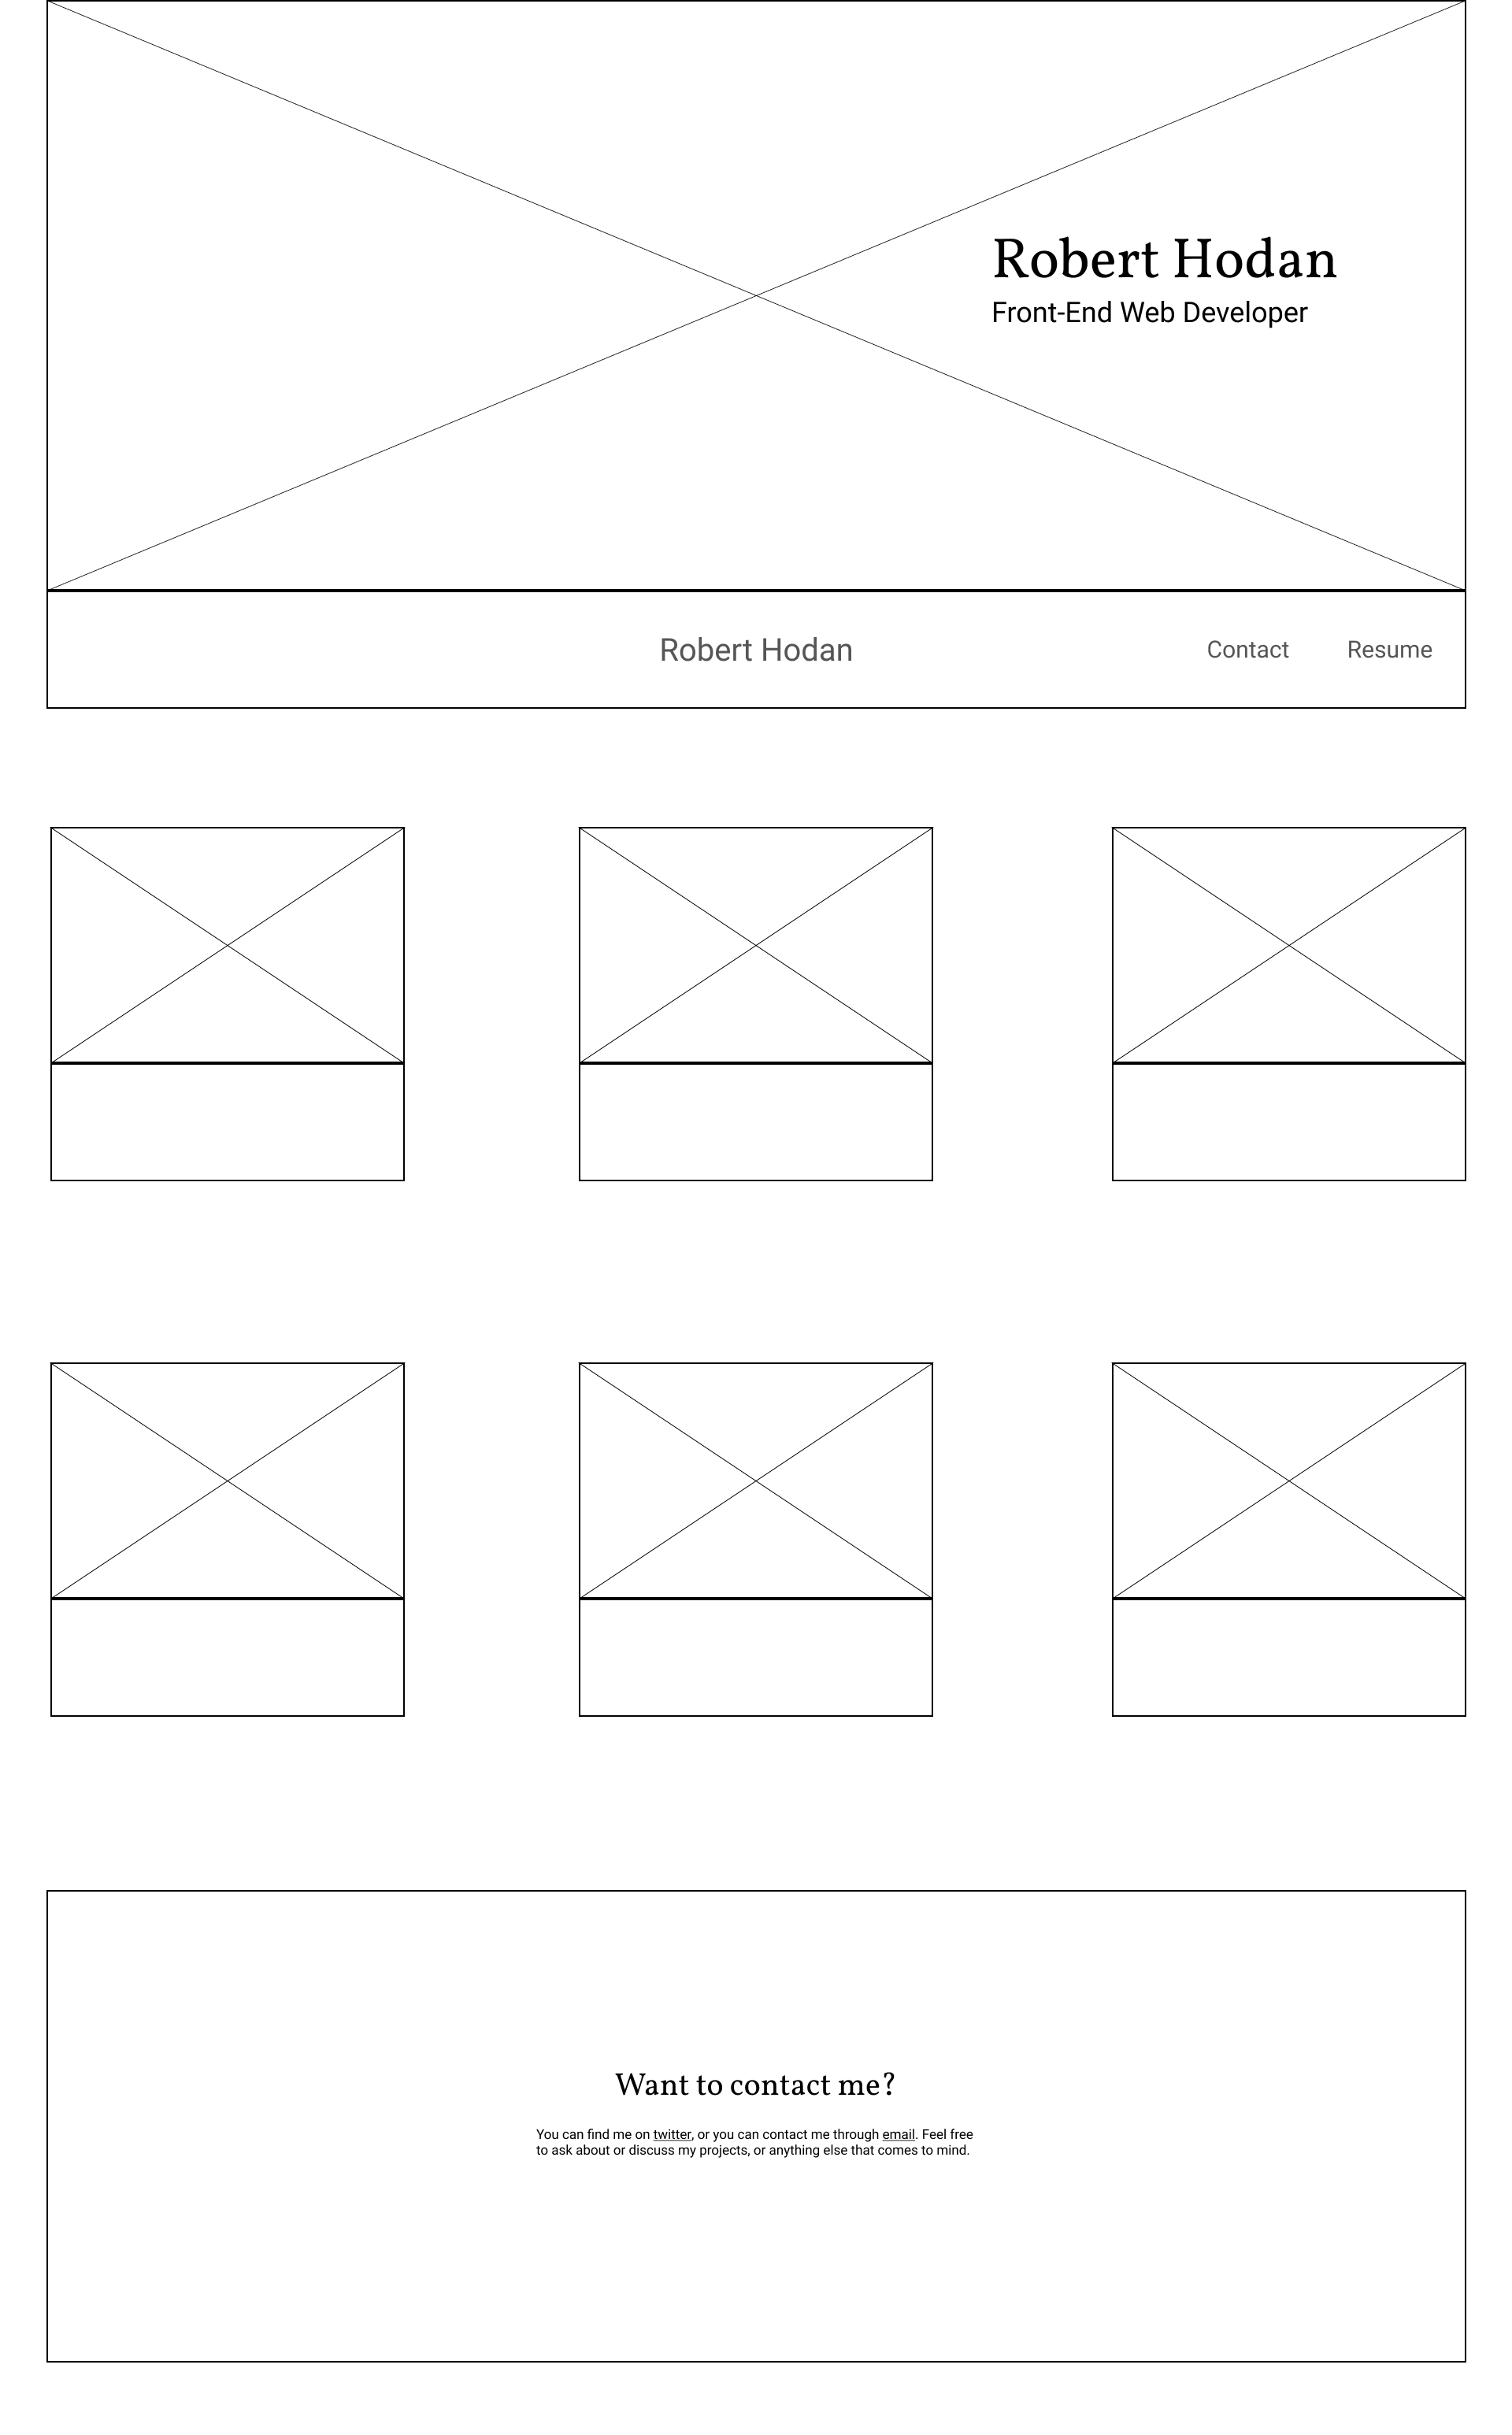 Robert Hodan
Front-End Web Developer
Robert Hodan
Contact
Resume
Want to contact me?
You can find me on twitter, or you can contact me through email. Feel free
to ask about or discuss my projects, or anything else that comes to mind.